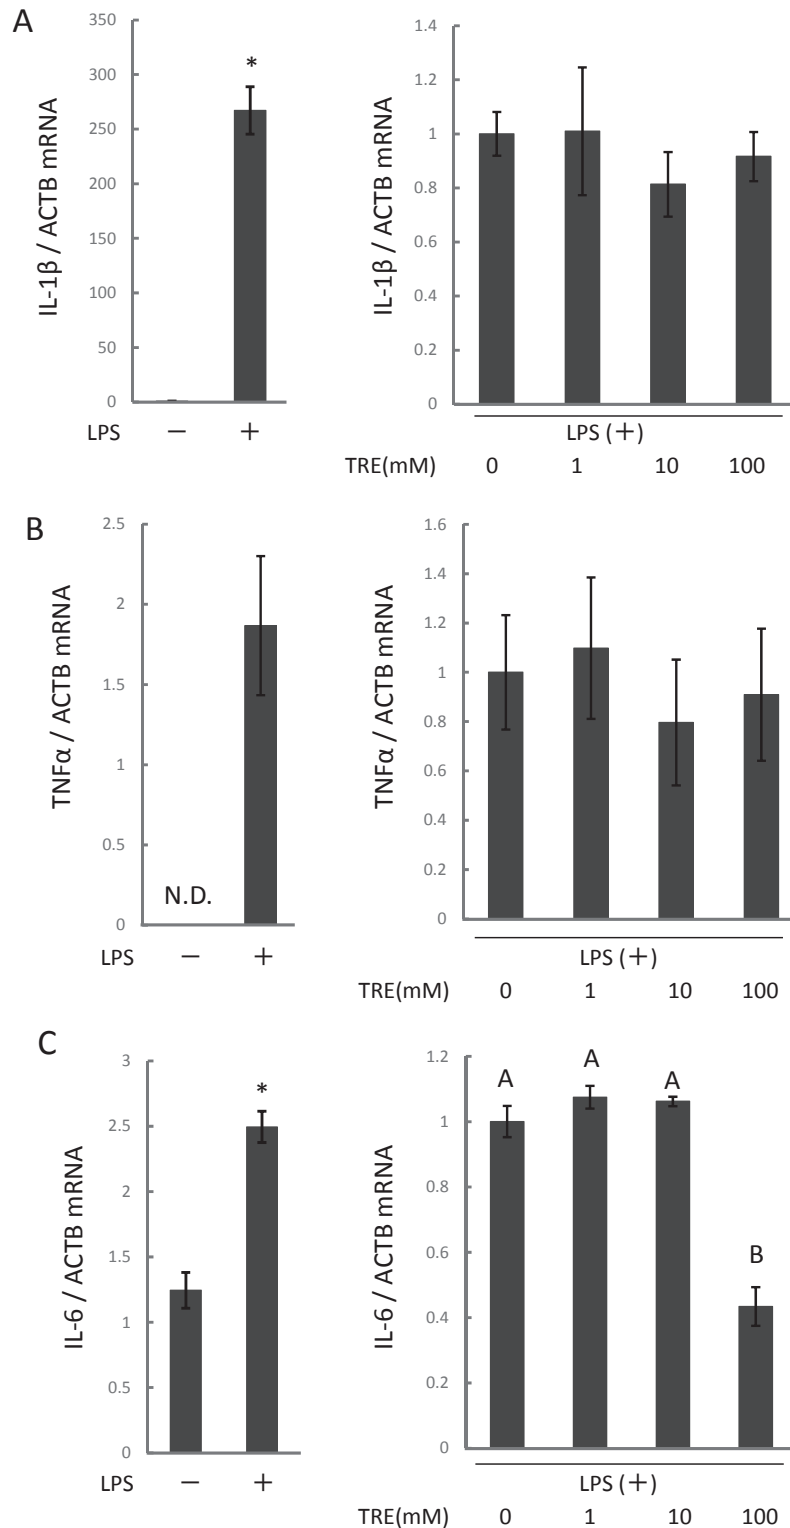 A
IL-1β / ACTB mRNA
350
300
250
200
150
100
50
0
*
LPS － ＋
IL-1β / ACTB mRNA
1.4
1.2
1
0.8
0.6
0.4
0.2
0
LPS (＋)
TRE(mM) 0 1 10 100
B
TNFα / ACTB mRNA
2.5
2
1.5
1
0.5
0
N.D.
LPS － ＋
TNFα / ACTB mRNA
1.6
1.4
1.2
1
0.8
0.6
0.4
0.2
0
LPS (＋)
TRE(mM) 0 1 10 100
C
IL-6 / ACTB mRNA
3
2.5
2
1.5
1
0.5
0
*
LPS － ＋
IL-6 / ACTB mRNA
1.2
1
0.8
0.6
0.4
0.2
0
A A A B
LPS (＋)
TRE(mM) 0 1 10 100